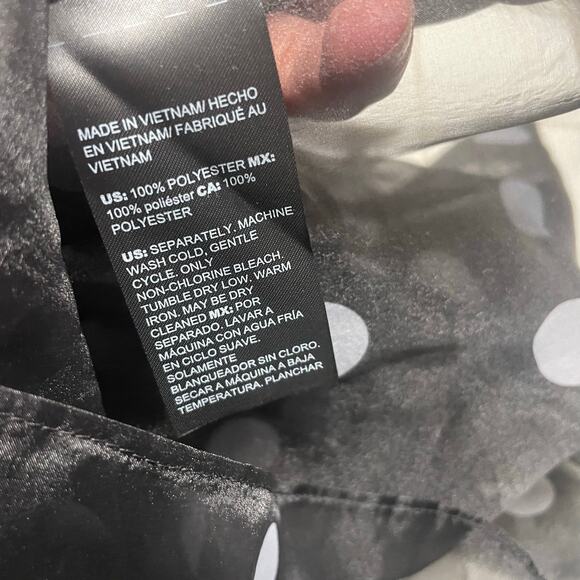 MADE IN VIETNAM/ HECHO
EN VIETNAM/ FABRIQUÉ AU
VIETNAM
US: 100% POLYESTER MX:
100% poliéster CA: 100%
POLYESTER
US: SEPARATELY. MACHINE
WASH COLD, GENTLE
CYCLE. ONLY
NON-CHLORINE BLEACH.
TUMBLE DRY LOW. WARM
IRON. MAY BE DRY
CLEANED MX: POR
SEPARADO. LAVAR A
MÁQUINA CON AGUA FRÍA
EN CICLO SUAVE.
SOLAMENTE
BLANQUEADOR SIN CLORO.
SECAR A MÁQUINA A BAJA
TEMPERATURA. PLANCHAR